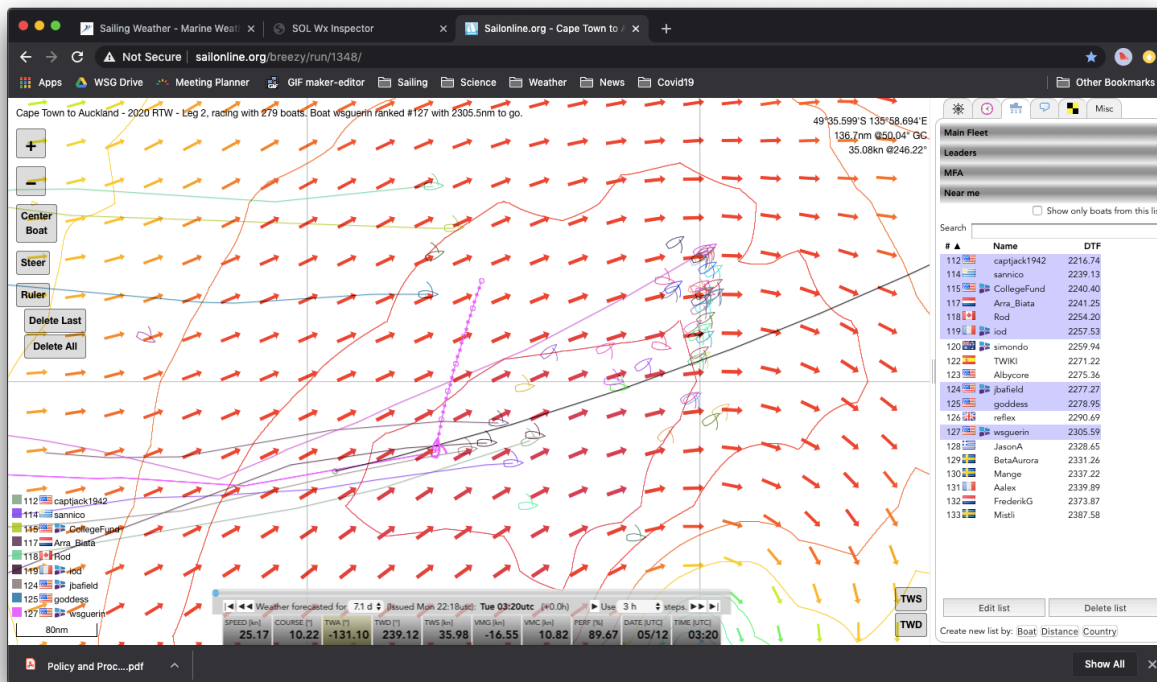 Sailing Weather - Marine Weat
SOL Wx Inspector
Sailonline.org - Cape Town to A
Not Secure | sailonline.org/breezy/run/1348/
Apps WSG Drive Meeting Planner GIF maker-editor Sailing Science Weather News Covid19 Other Bookmarks
Cape Town to Auckland - 2020 RTW - Leg 2, racing with 279 boats. Boat wsguerin ranked #127 with 2305.5nm to go.
49°35.599'S 135°58.694'E
136.7nm @50.04° GC
35.08kn @246.22°
+
−
Center
Boat
Steer
Ruler
Delete Last
Delete All
112 captjack1942
114 sannico
115 CollegeFund
117 Arra_Biata
118 Rod
119 iod
124 jbafield
125 goddess
127 wsguerin
80nm
Weather forecasted for 7.1 d (Issued Mon 22:18utc): Tue 03:20utc (+0.0h) Use 3 h steps.
SPEED [kn] COURSE [°] TWA [°] TWD [°] TWS [kn] VMG [kn] VMC [kn] PERF [%] DATE [UTC] TIME [UTC]
25.17 10.22 -131.10 239.12 35.98 -16.55 10.82 89.67 05/12 03:20
TWS
TWD
Misc
Main Fleet
Leaders
MFA
Near me
Show only boats from this lis
Search
# ▲ Name DTF
112 captjack1942 2216.74
114 sannico 2239.13
115 CollegeFund 2240.40
117 Arra_Biata 2241.25
118 Rod 2254.20
119 iod 2257.53
120 simondo 2259.94
122 TWIKI 2271.22
123 Albycore 2275.36
124 jbafield 2277.27
125 goddess 2278.95
126 reflex 2290.69
127 wsguerin 2305.59
128 JasonA 2328.65
129 BetaAurora 2331.26
130 Mange 2337.22
131 Aalex 2339.89
132 FrederikG 2373.87
133 Mistli 2387.58
Edit list
Delete list
Create new list by: Boat Distance Country
Policy and Proc....pdf
Show All